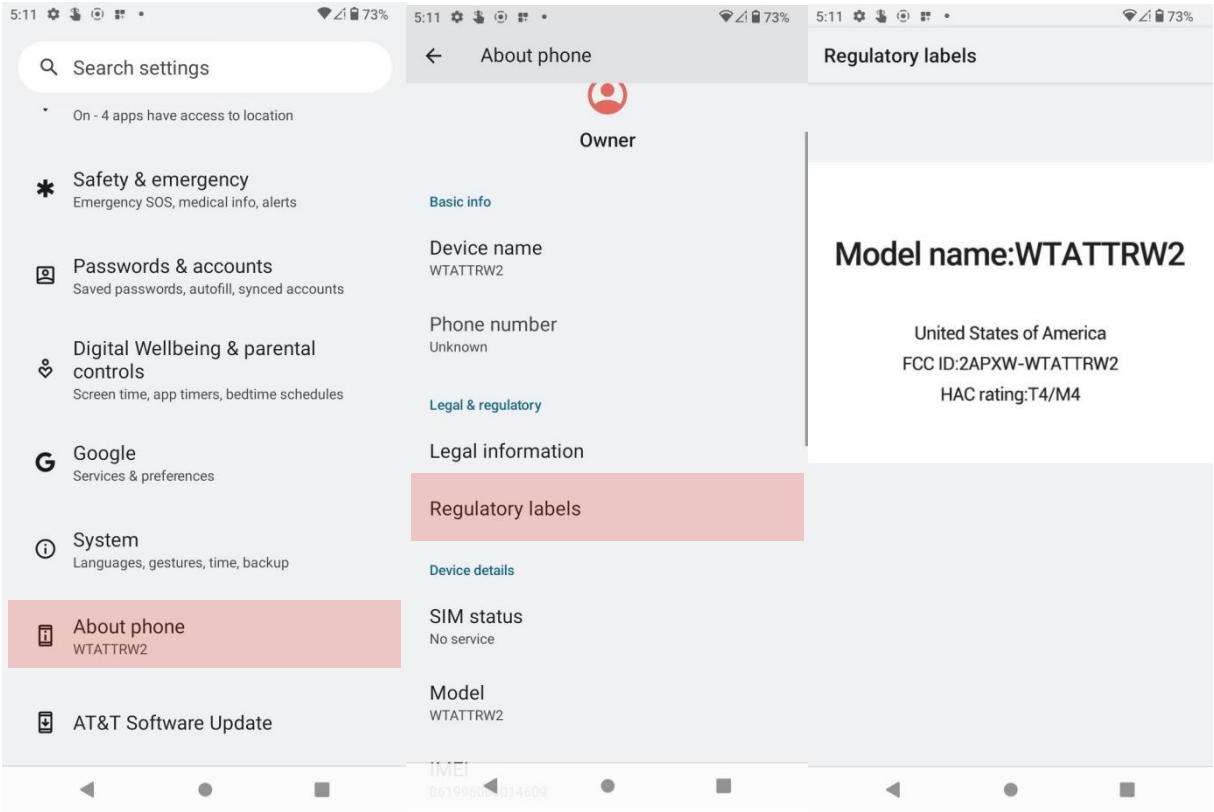 5:11
73%
Search settings
On - 4 apps have access to location
Safety & emergency
Emergency SOS, medical info, alerts
Passwords & accounts
Saved passwords, autofill, synced accounts
Digital Wellbeing & parental
controls
Screen time, app timers, bedtime schedules
Google
Services & preferences
System
Languages, gestures, time, backup
About phone
WTATTRW2
AT&T Software Update
5:11
73%
About phone
Owner
Basic info
Device name
WTATTRW2
Phone number
Unknown
Legal & regulatory
Legal information
Regulatory labels
Device details
SIM status
No service
Model
WTATTRW2
IMEI
5:11
73%
Regulatory labels
Model name:WTATTRW2
United States of America
FCC ID:2APXW-WTATTRW2
HAC rating:T4/M4